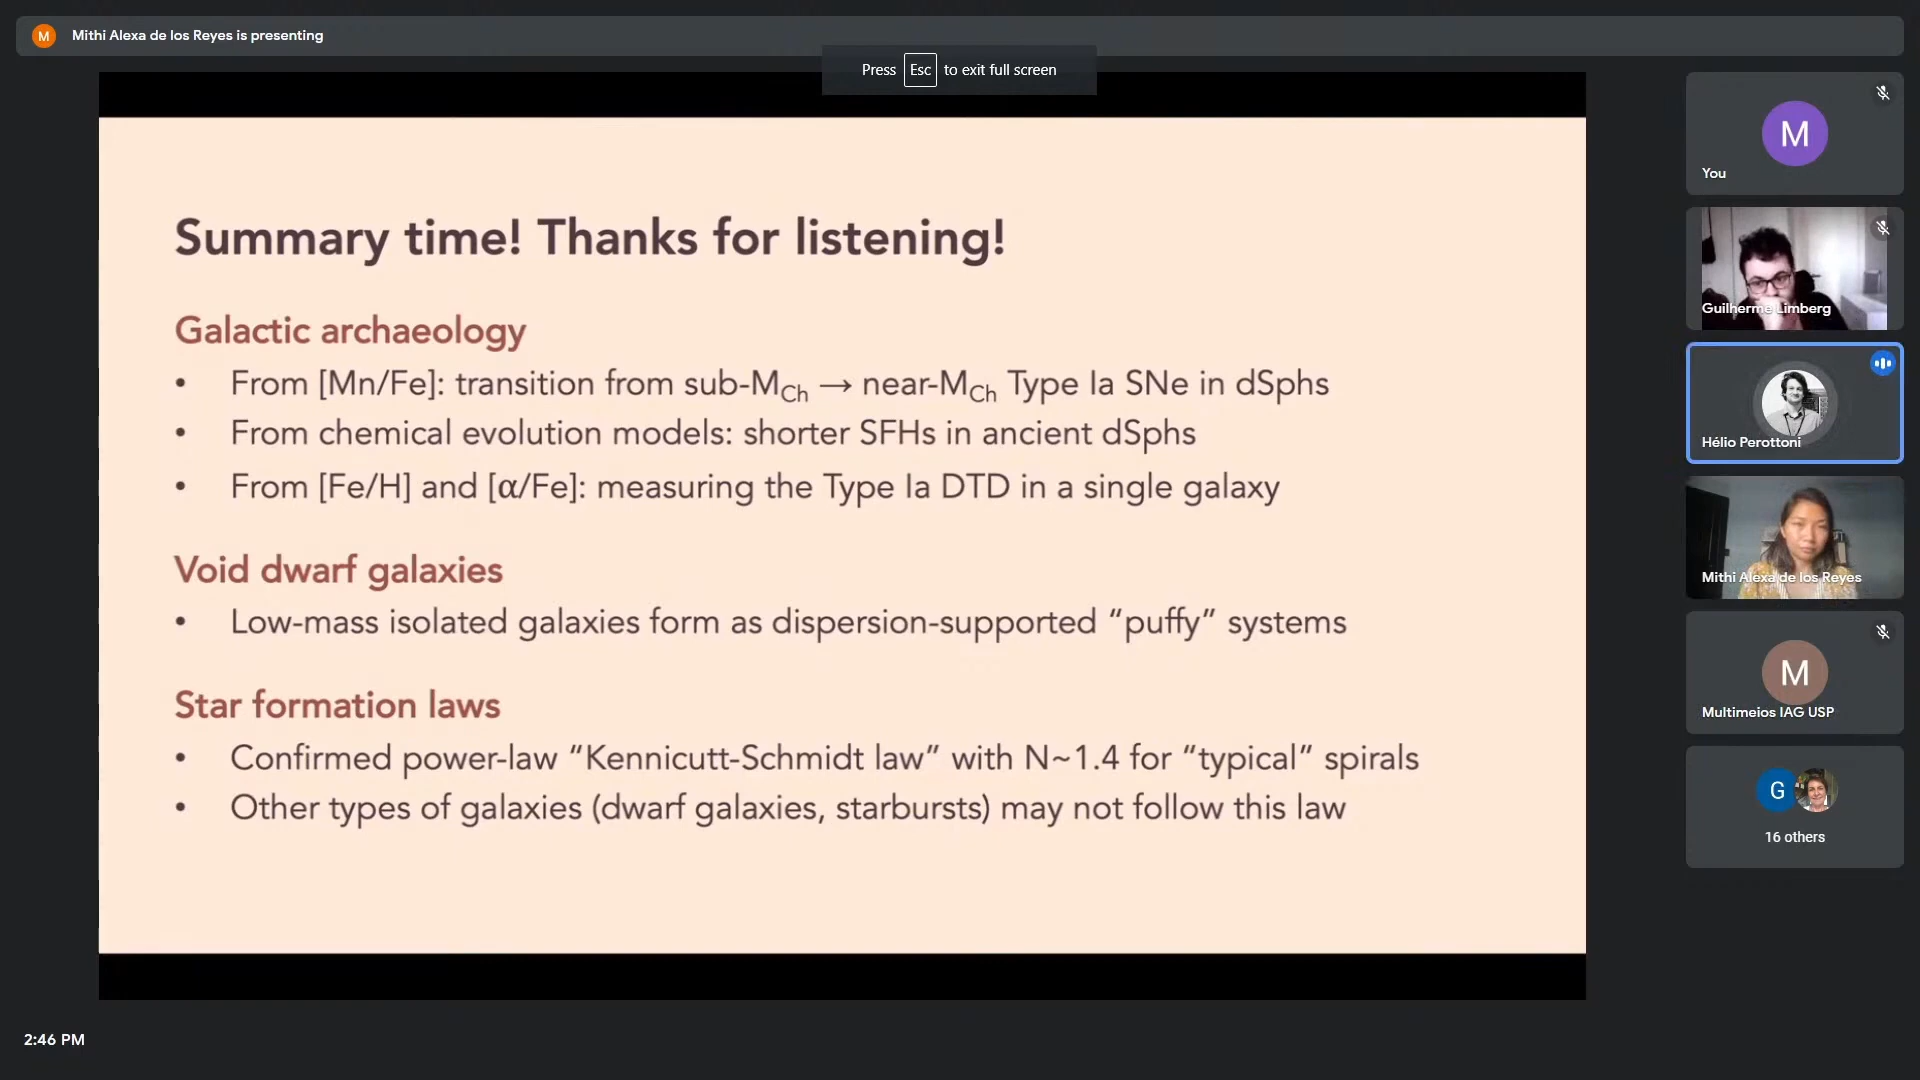 M Mithi Alexa de los Reyes is presenting
Press Esc to exit full screen
Summary time! Thanks for listening!
Galactic archaeology
• From [Mn/Fe]: transition from sub-M_Ch → near-M_Ch Type Ia SNe in dSphs
• From chemical evolution models: shorter SFHs in ancient dSphs
• From [Fe/H] and [α/Fe]: measuring the Type Ia DTD in a single galaxy
Void dwarf galaxies
• Low-mass isolated galaxies form as dispersion-supported “puffy” systems
Star formation laws
• Confirmed power-law “Kennicutt-Schmidt law” with N~1.4 for “typical” spirals
• Other types of galaxies (dwarf galaxies, starbursts) may not follow this law
M
You
Guilherme Limberg
Hélio Perottoni
Mithi Alexa de los Reyes
M
Multimeios IAG USP
G
16 others
2:46 PM